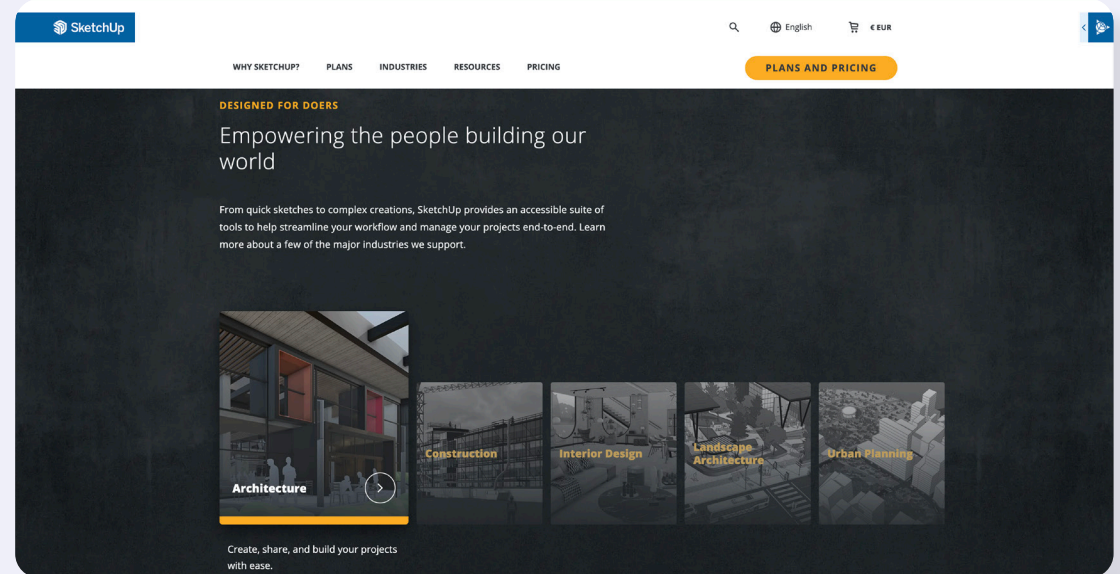 SketchUp
English
€ EUR
WHY SKETCHUP?
PLANS
INDUSTRIES
RESOURCES
PRICING
PLANS AND PRICING
DESIGNED FOR DOERS
Empowering the people building our
world
From quick sketches to complex creations, SketchUp provides an accessible suite of
tools to help streamline your workflow and manage your projects end-to-end. Learn
more about a few of the major industries we support.
Architecture
Construction
Interior Design
Landscape
Architecture
Urban Planning
Create, share, and build your projects
with ease.